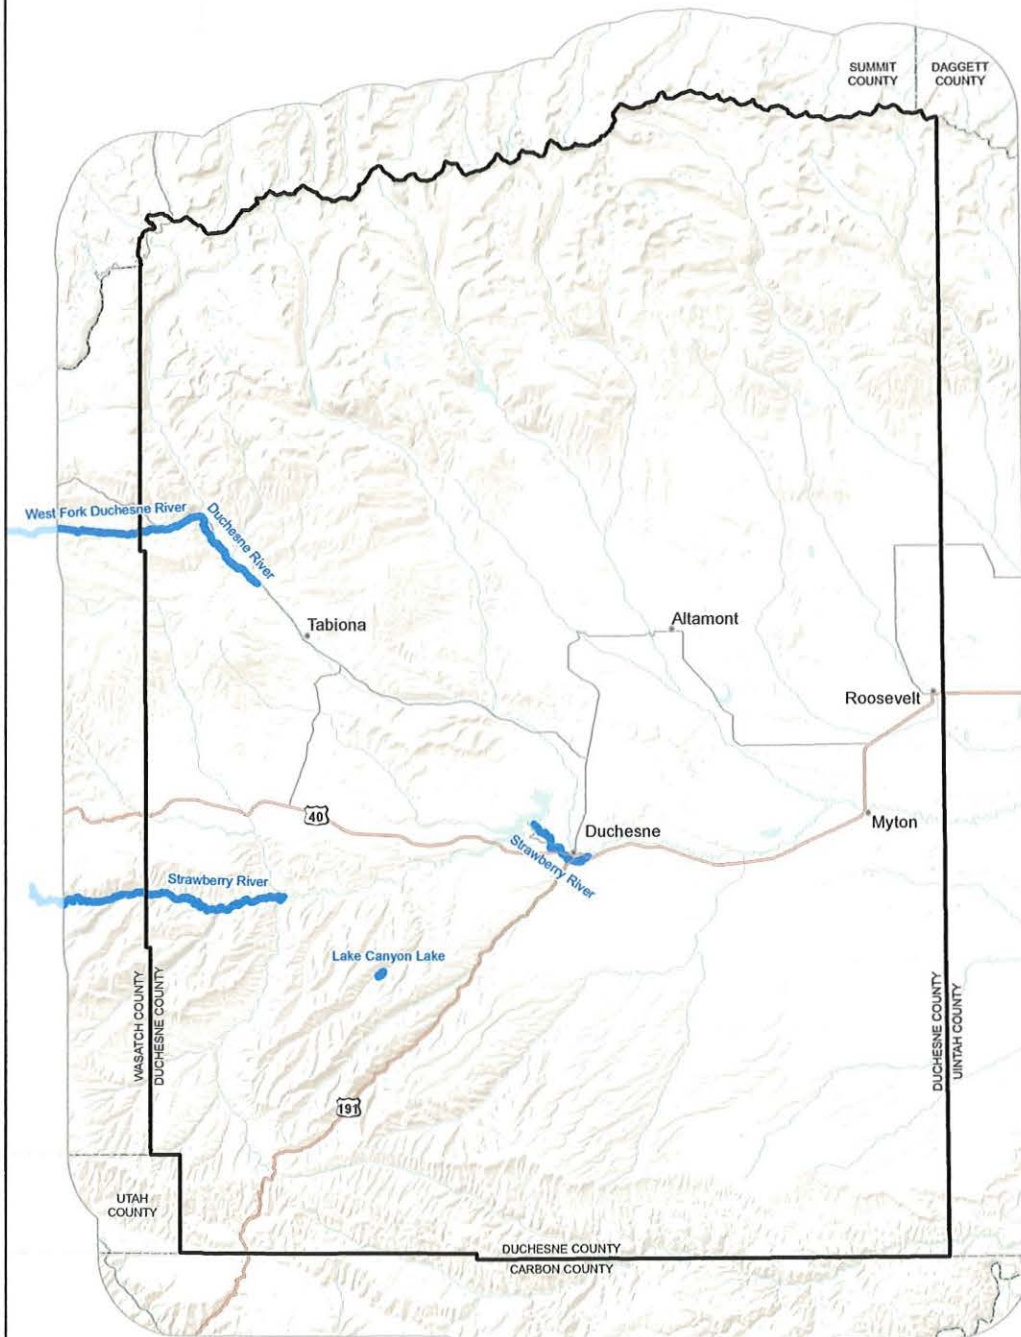 SUMMIT
COUNTY
DAGGETT
COUNTY
West Fork Duchesne River
Duchesne River
Tabiona
Altamont
Roosevelt
40
Duchesne
Myton
Strawberry River
Strawberry River
Lake Canyon Lake
WASATCH COUNTY
DUCHESNE COUNTY
DUCHESNE COUNTY
UINTAH COUNTY
191
UTAH
COUNTY
DUCHESNE COUNTY
CARBON COUNTY